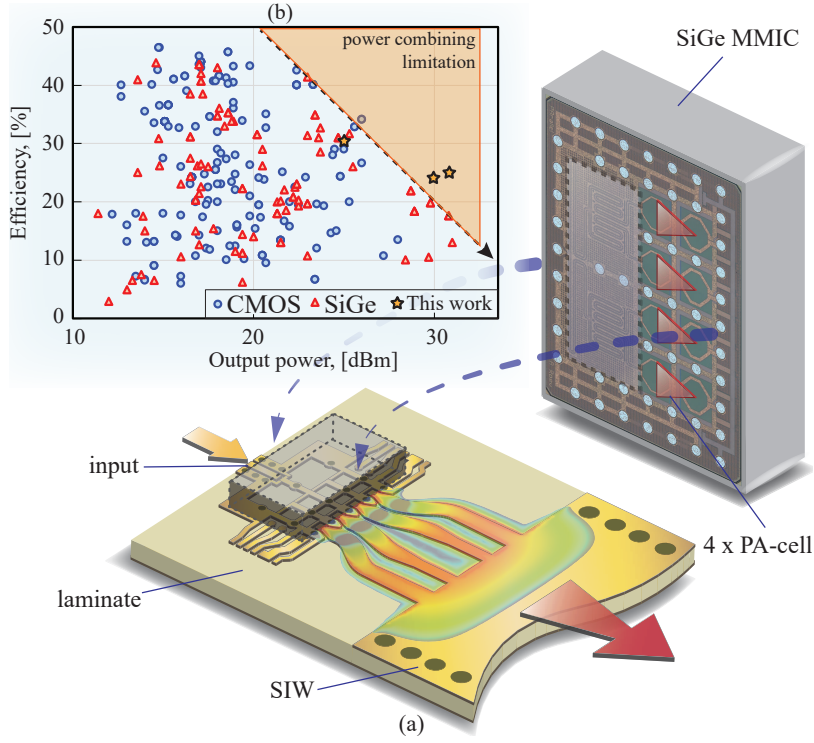 (b)
50
40
30
20
10
0
Efficiency, [%]
power combining
limitation
CMOS SiGe This work
10 20 30
Output power, [dBm]
SiGe MMIC
input
4 x PA-cell
laminate
SIW
(a)